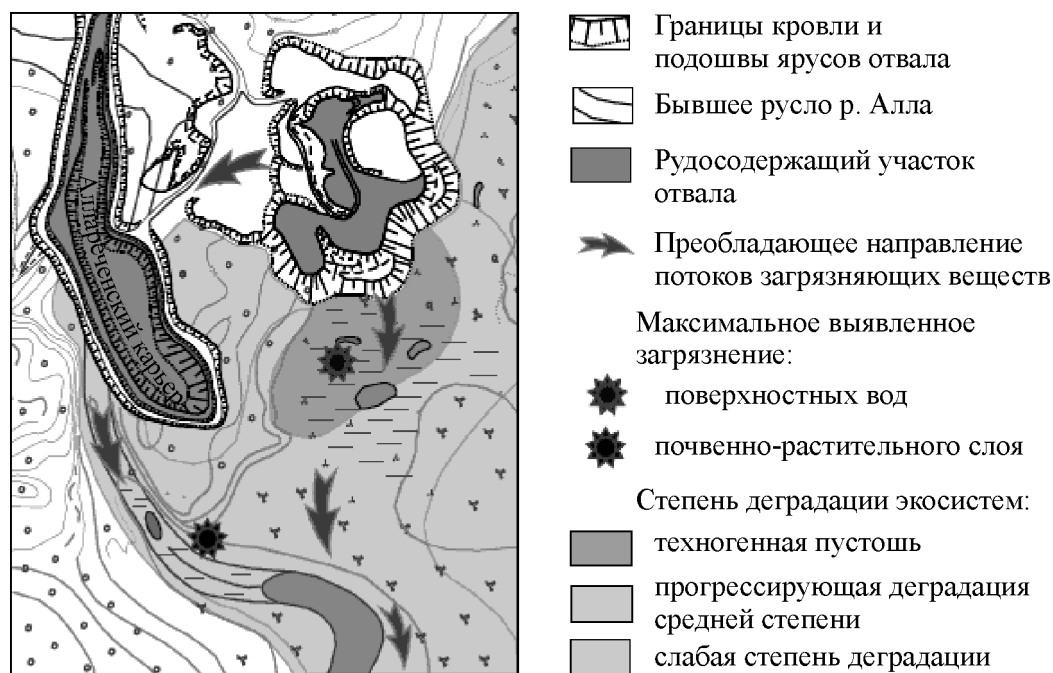 Аллареченский карьер
Границы кровли и
подошвы ярусов отвала
Бывшее русло р. Алла
Рудосодержащий участок
отвала
Преобладающее направление
потоков загрязняющих веществ
Максимальное выявленное
загрязнение:
поверхностных вод
почвенно-растительного слоя
Степень деградации экосистем:
техногенная пустошь
прогрессирующая деградация
средней степени
слабая степень деградации